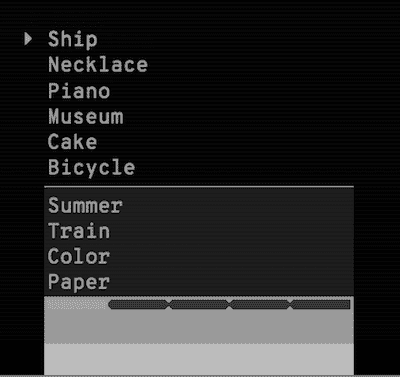 Ship
Necklace
Piano
Museum
Cake
Bicycle
Summer
Train
Color
Paper